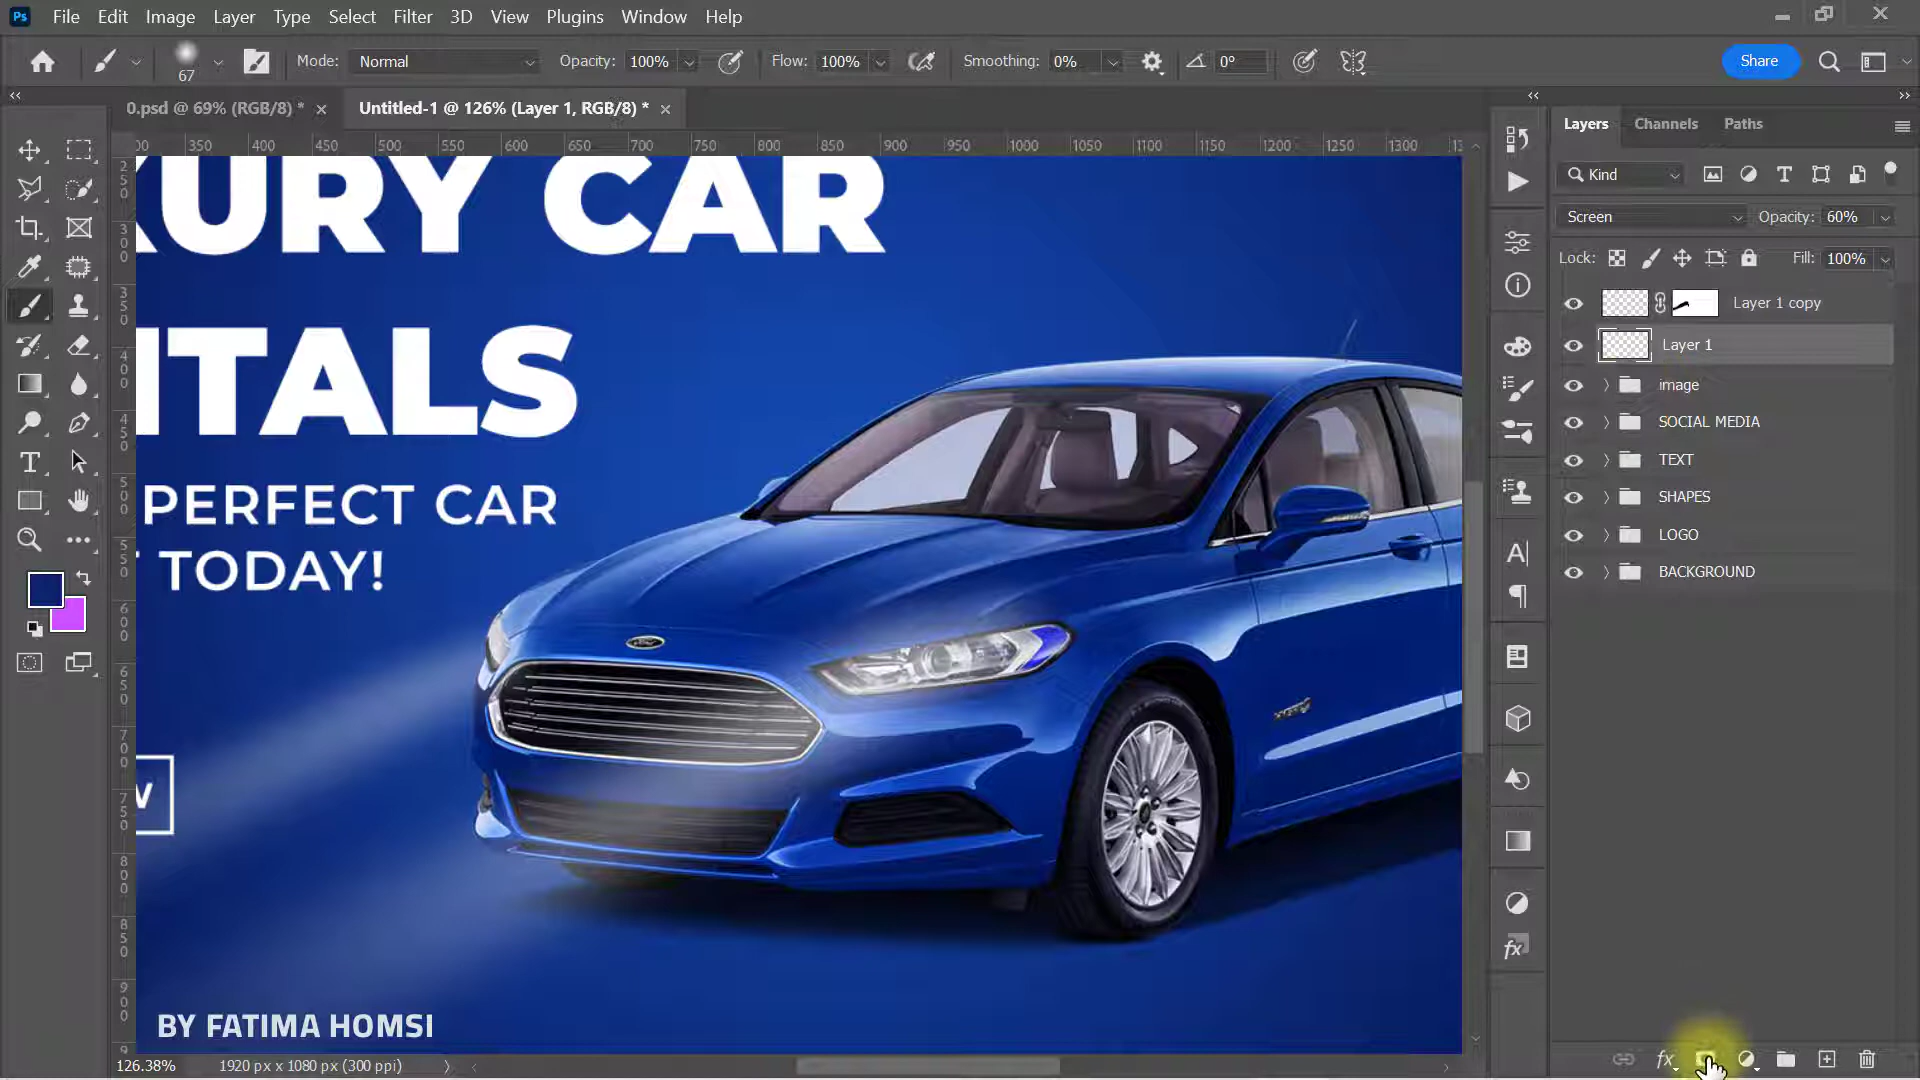 Ps File Edit Image Layer Select Filter 3D View Plugins Window Help
67 Mode: Normal Opacity: 100% Flow: 100% Smoothing: 0% 0° Share
0.psd @ 69% (RGB/8) * Untitled-1 @ 126% (Layer 1, RGB/8) *
350 400 450 500 550 600 650 700 750 800 850 900 950 1000 1050 1100 1150 1200 1250 1300
Layers Channels Paths
Kind
Screen Opacity: 60%
Lock: Fill: 100%
Layer 1 copy
Layer 1
image
SOCIAL MEDIA
TEXT
SHAPES
LOGO
BACKGROUND
URY CAR
TALS
PERFECT CAR
TODAY!
BY FATIMA HOMSI
126.38% 1920 px x 1080 px (300 ppi)